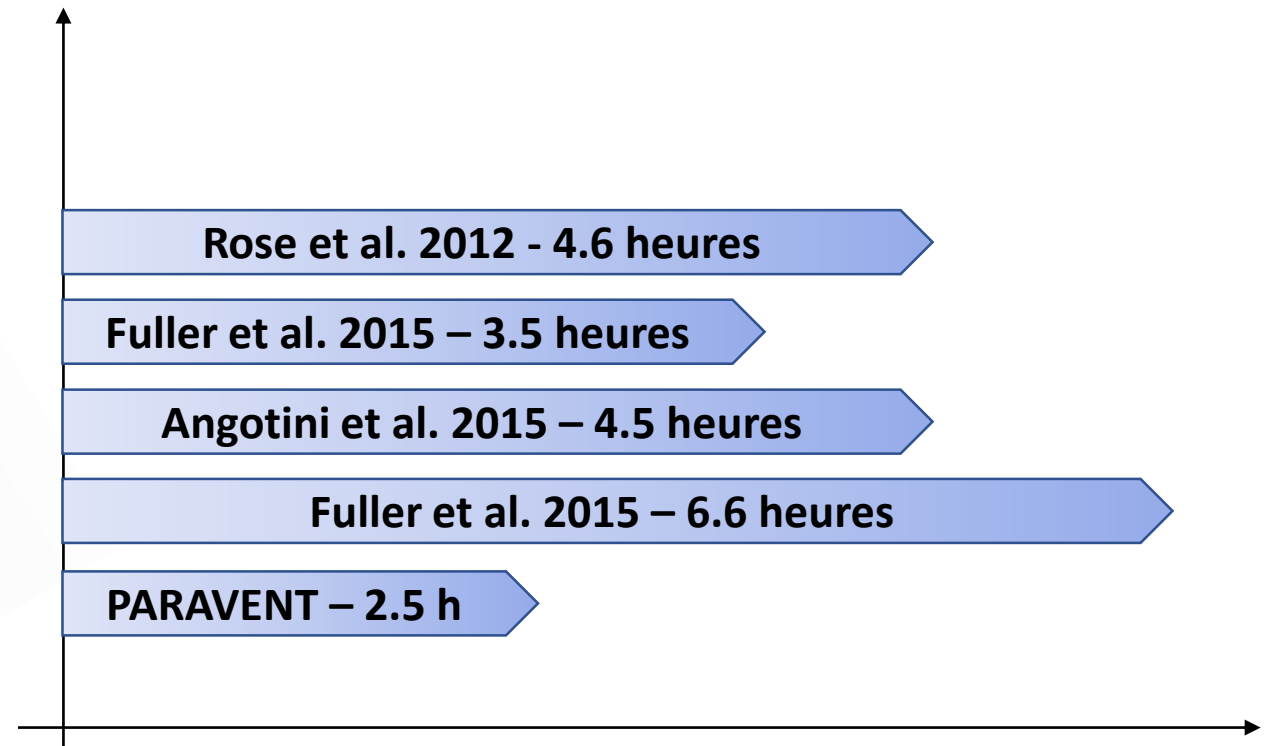 Rose et al. 2012 - 4.6 heures
Fuller et al. 2015 – 3.5 heures
Angotini et al. 2015 – 4.5 heures
Fuller et al. 2015 – 6.6 heures
PARAVENT – 2.5 h